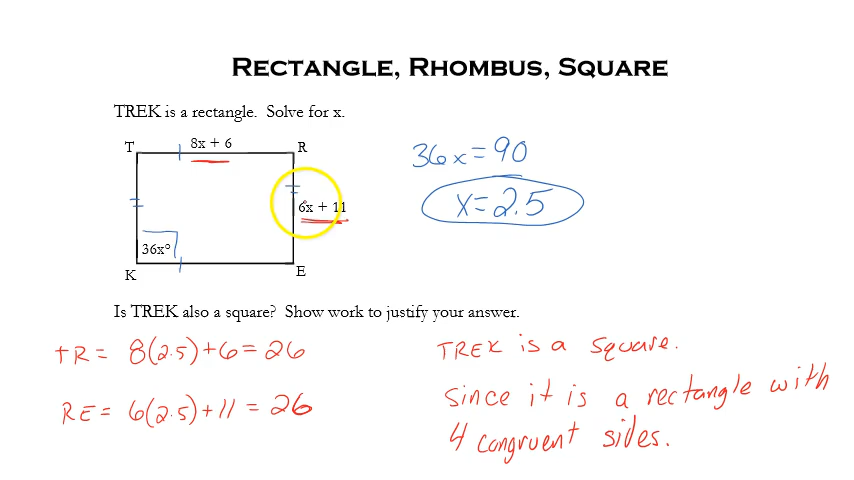 Rectangle, Rhombus, Square
TREK is a rectangle. Solve for x.
T
8x + 6
R
36x = 90
x = 2.5
6x + 11
36x°
K
E
Is TREK also a square? Show work to justify your answer.
TR = 8(2.5)+6 = 26
TREK is a square.
RE = 6(2.5)+11 = 26
Since it is a rectangle with
4 congruent sides.